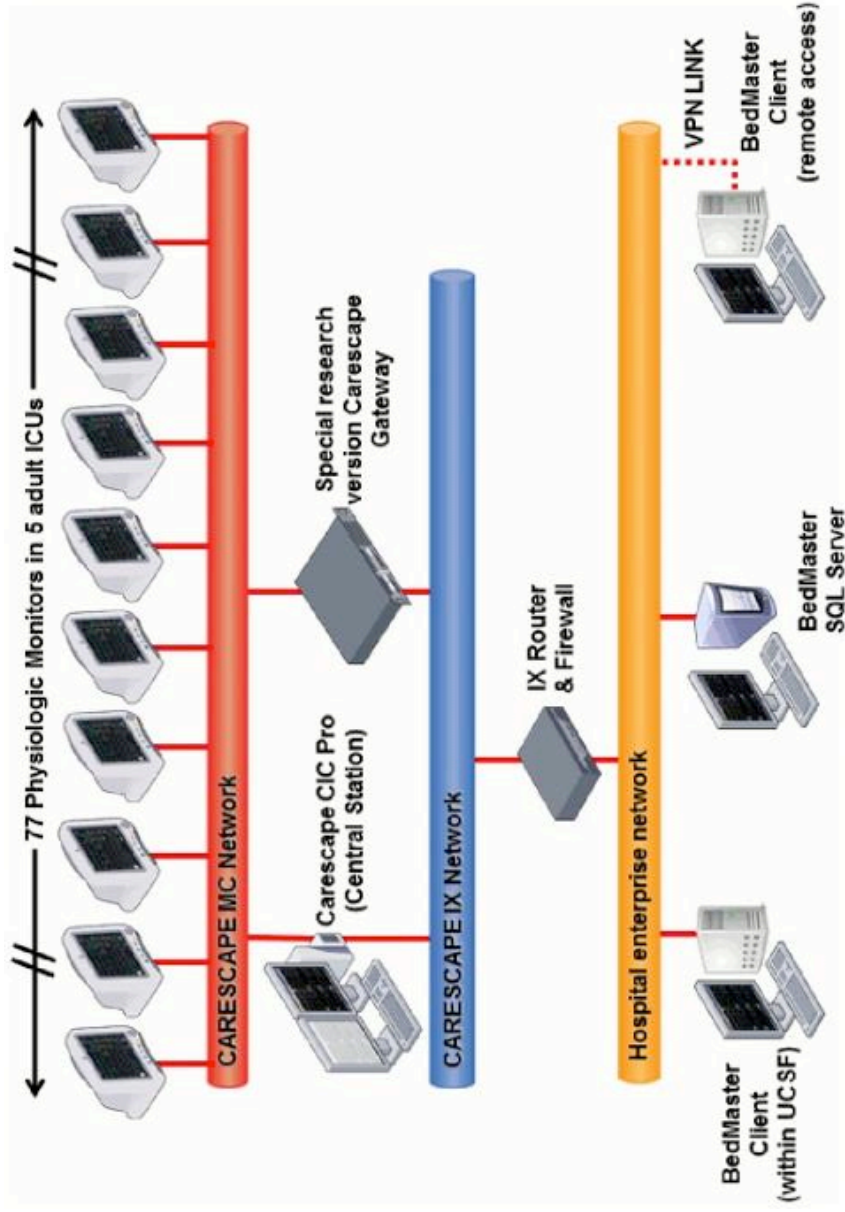 77 Physiologic Monitors in 5 adult ICUs
CARESCAPE MC Network
Carescape CIC Pro
(Central Station)
Special research
version Carescape
Gateway
CARESCAPE IX Network
IX Router
& Firewall
Hospital enterprise network
BedMaster
Client
(within UCSF)
BedMaster
SQL Server
VPN LINK
BedMaster
Client
(remote access)